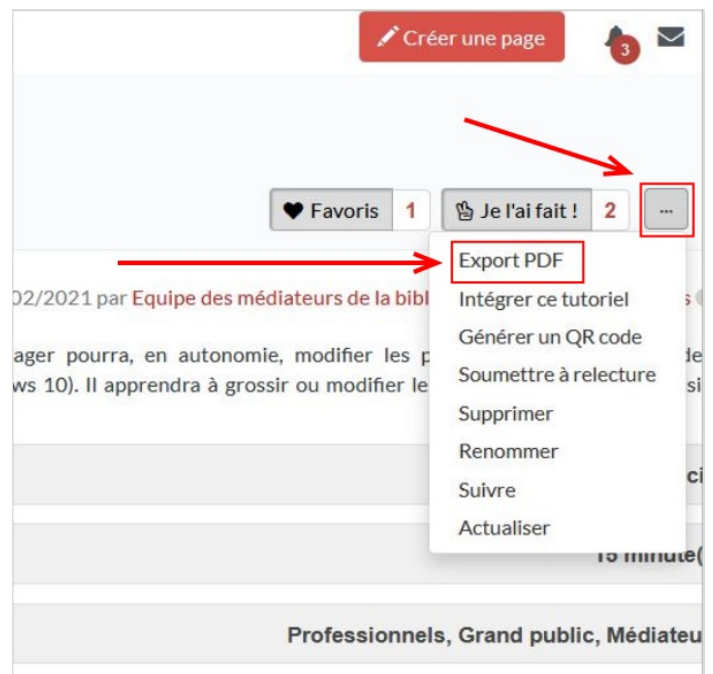 Créer une page
3
Favoris 1 Je l'ai fait ! 2 ...
Export PDF
02/2021 par Equipe des médiateurs de la bibl
Intégrer ce tutoriel
s
Générer un QR code
ager pourra, en autonomie, modifier les p
de
Soumettre à relecture
ws 10). Il apprendra à grossir ou modifier le
si
Supprimer
Renommer
Suivre
ci
Actualiser
15 minute(
Professionnels, Grand public, Médiateu